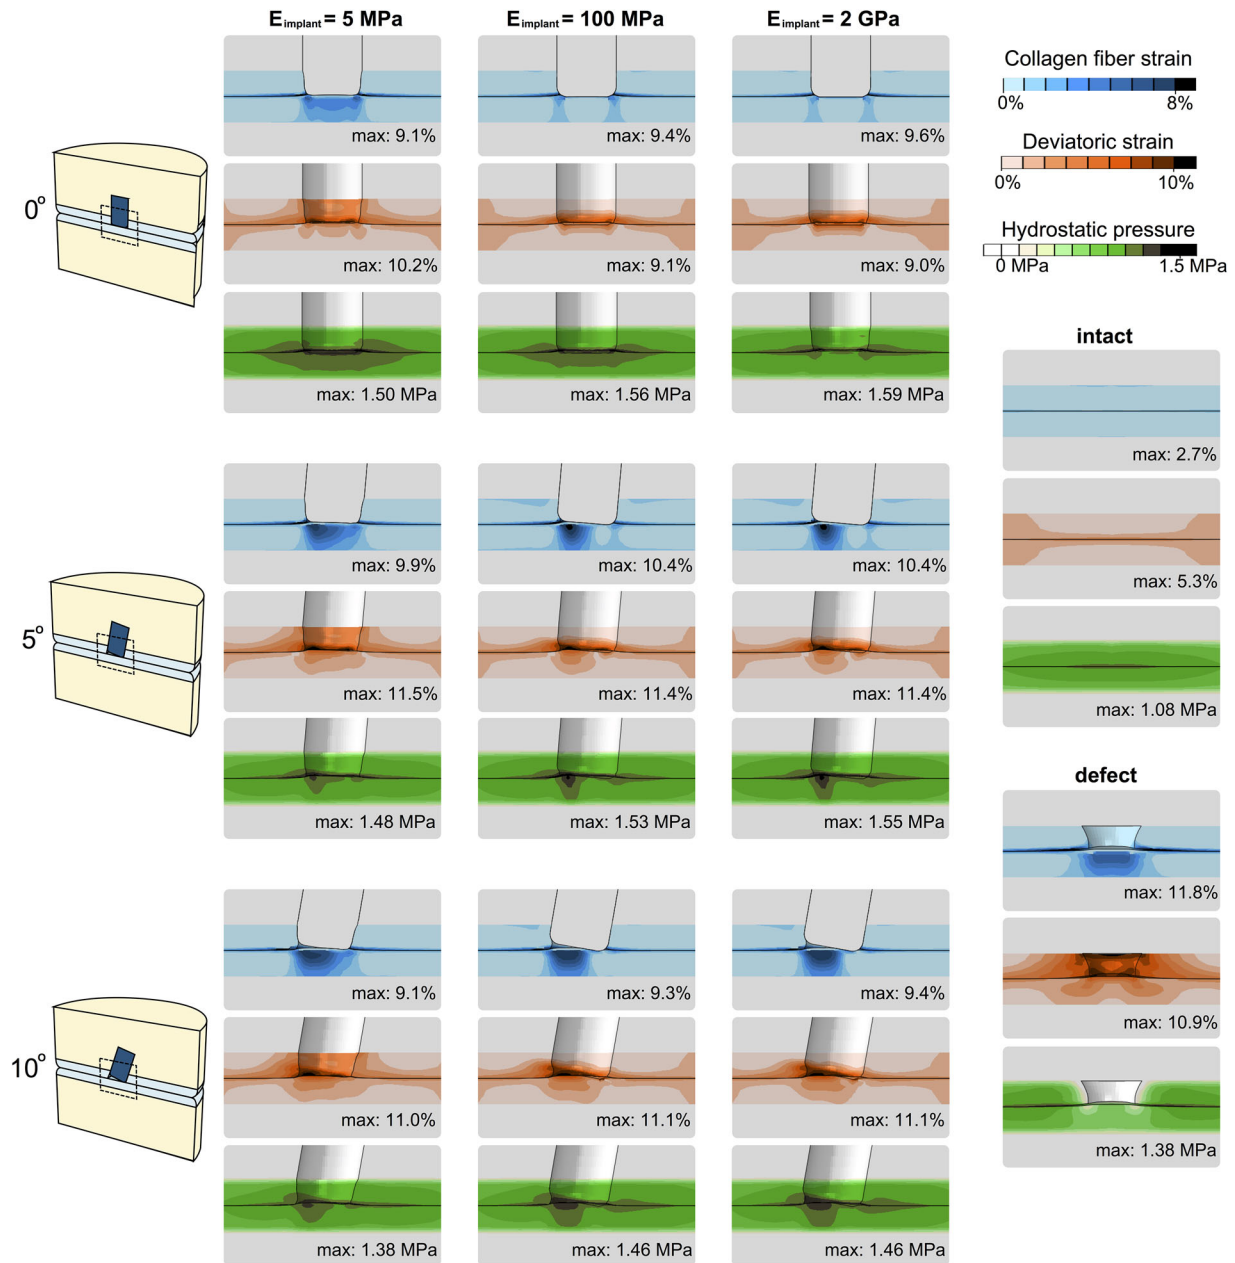 E implant = 5 MPa
E implant = 100 MPa
E implant = 2 GPa
Collagen fiber strain
0% 8%
Deviatoric strain
0% 10%
Hydrostatic pressure
0 MPa 1.5 MPa
0°
max: 9.1%
max: 9.4%
max: 9.6%
max: 10.2%
max: 9.1%
max: 9.0%
max: 1.50 MPa
max: 1.56 MPa
max: 1.59 MPa
5°
max: 9.9%
max: 10.4%
max: 10.4%
max: 11.5%
max: 11.4%
max: 11.4%
max: 1.48 MPa
max: 1.53 MPa
max: 1.55 MPa
10°
max: 9.1%
max: 9.3%
max: 9.4%
max: 11.0%
max: 11.1%
max: 11.1%
max: 1.38 MPa
max: 1.46 MPa
max: 1.46 MPa
intact
max: 2.7%
max: 5.3%
max: 1.08 MPa
defect
max: 11.8%
max: 10.9%
max: 1.38 MPa